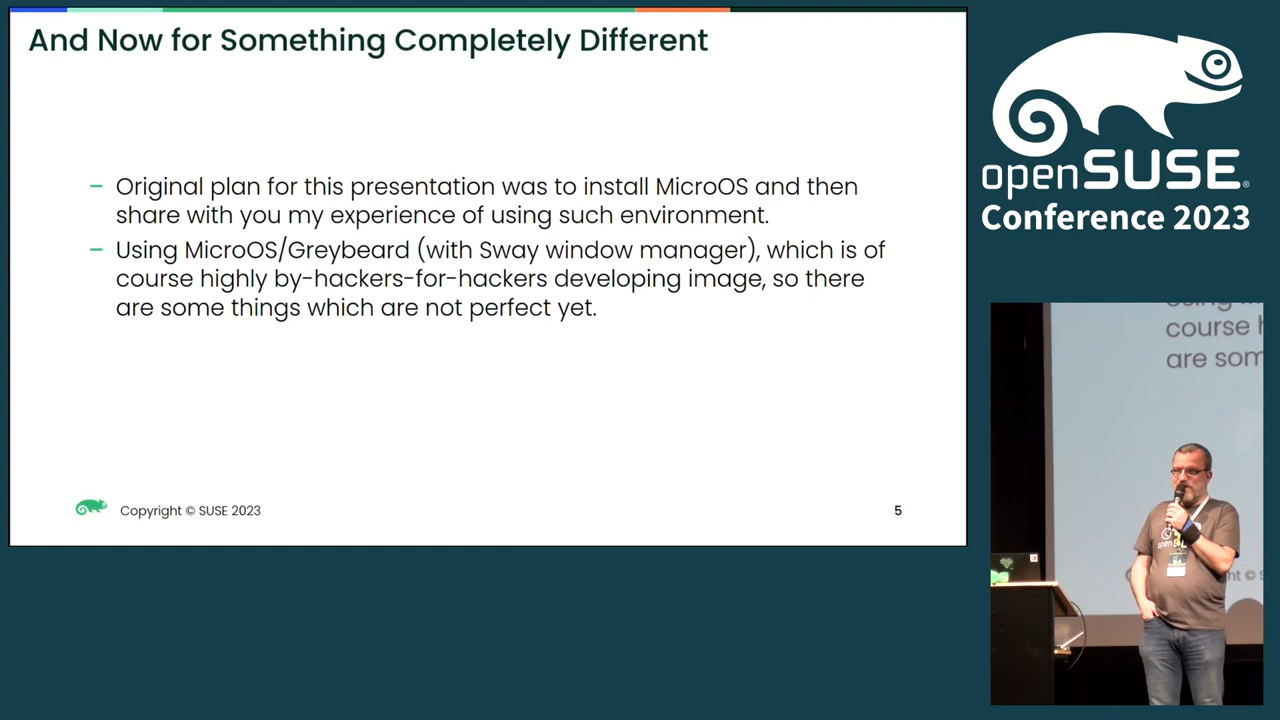 And Now for Something Completely Different
– Original plan for this presentation was to install MicroOS and then
share with you my experience of using such environment.
– Using MicroOS/Greybeard (with Sway window manager), which is of
course highly by-hackers-for-hackers developing image, so there
are some things which are not perfect yet.
Copyright © SUSE 2023
5
openSUSE®
Conference 2023
course
are som